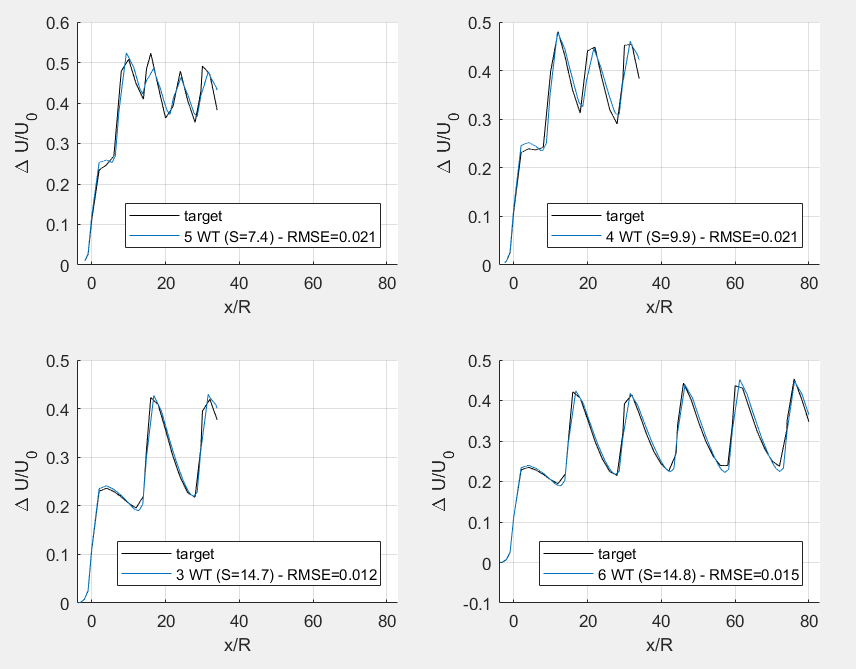 0.6
0.5
0.4
0.3
0.2
0.1
0
Δ U/U0
target
5 WT (S=7.4) - RMSE=0.021
0 20 40 60 80
x/R
0.5
0.4
0.3
0.2
0.1
0
Δ U/U0
target
4 WT (S=9.9) - RMSE=0.021
0 20 40 60 80
x/R
0.5
0.4
0.3
0.2
0.1
0
Δ U/U0
target
3 WT (S=14.7) - RMSE=0.012
0 20 40 60 80
x/R
0.5
0.4
0.3
0.2
0.1
0
-0.1
Δ U/U0
target
6 WT (S=14.8) - RMSE=0.015
0 20 40 60 80
x/R